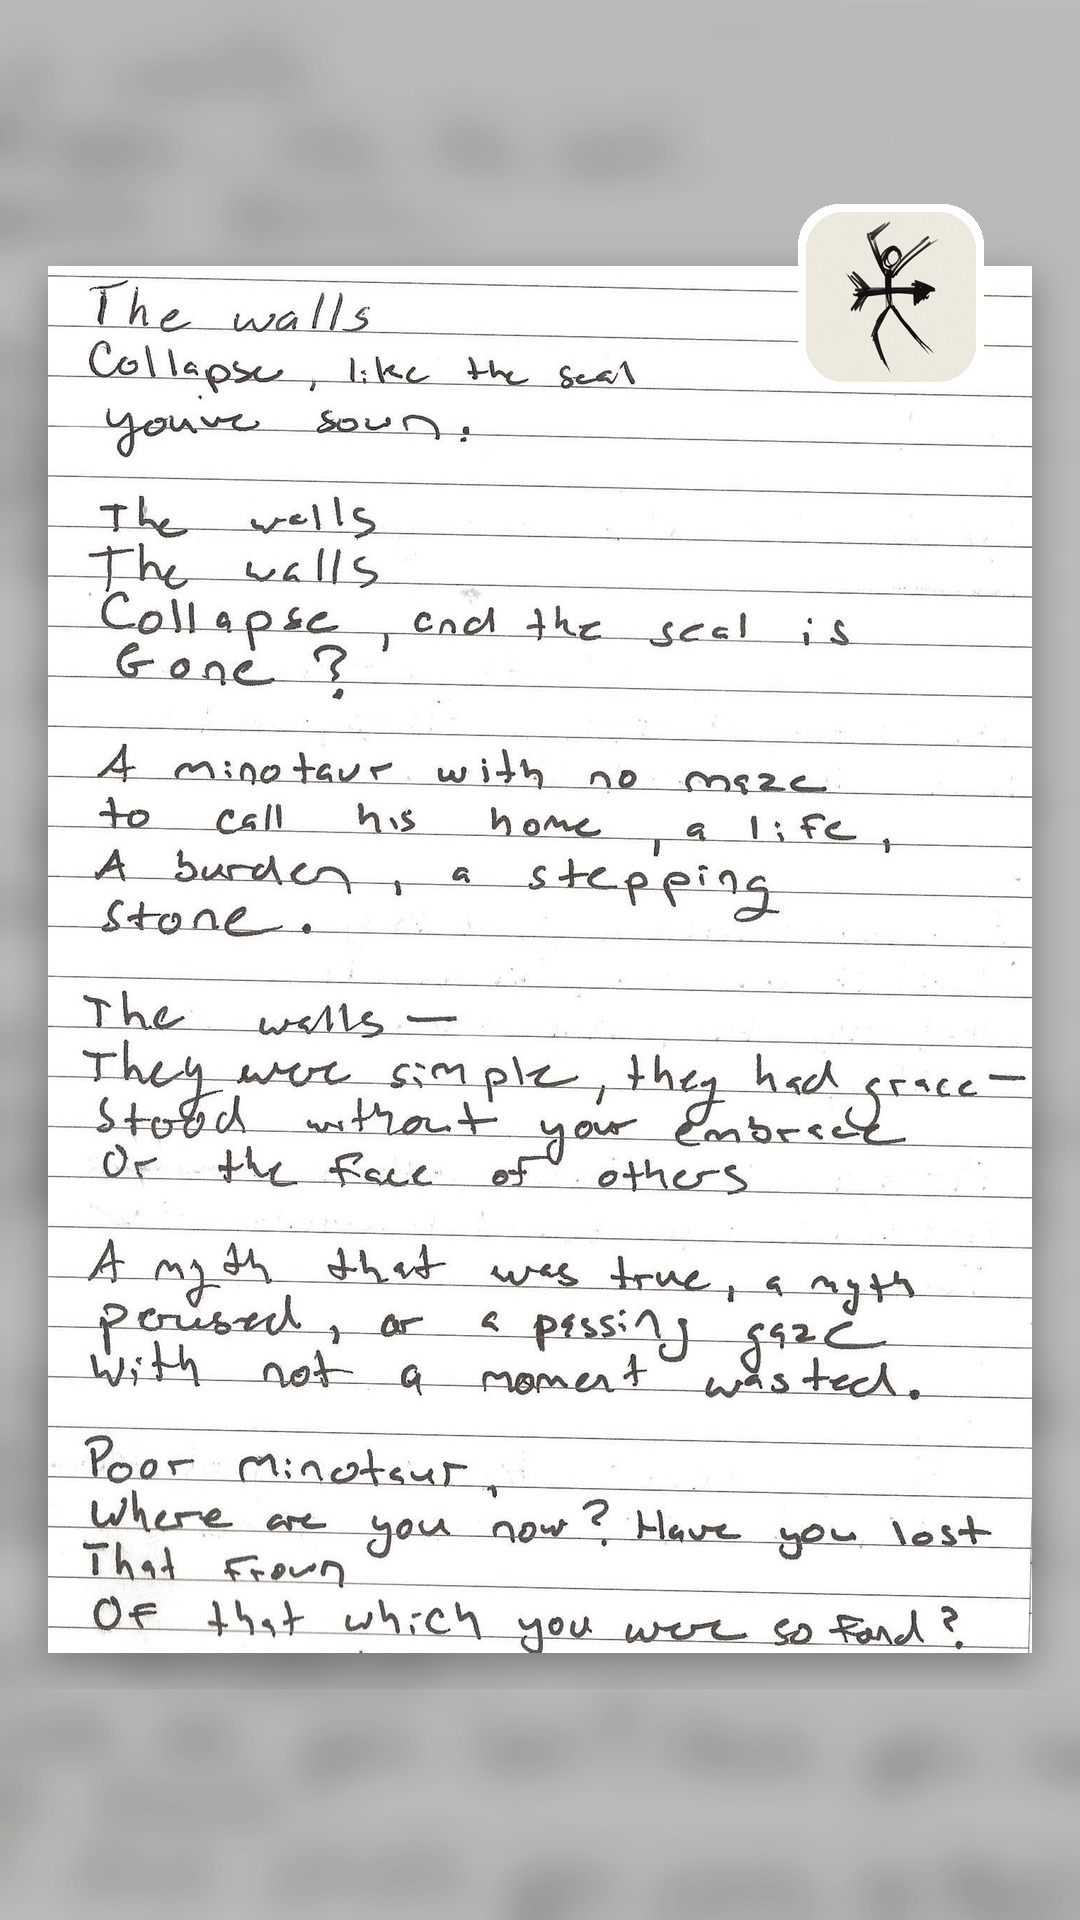 The walls
Collapse, like the seal
you've sown.
The walls
The walls
Collapse, and the seal is
Gone?
A minotaur with no maze
to call his home, a life,
A burden, a stepping
stone.
The walls —
They were simple, they had grace —
Stood without your embrace
Or the face of others
A myth that was true, a myth
perused, or a passing gaze
With not a moment wasted.
Poor minotaur,
Where are you now? Have you lost
That Frown
Of that which you were so fond?